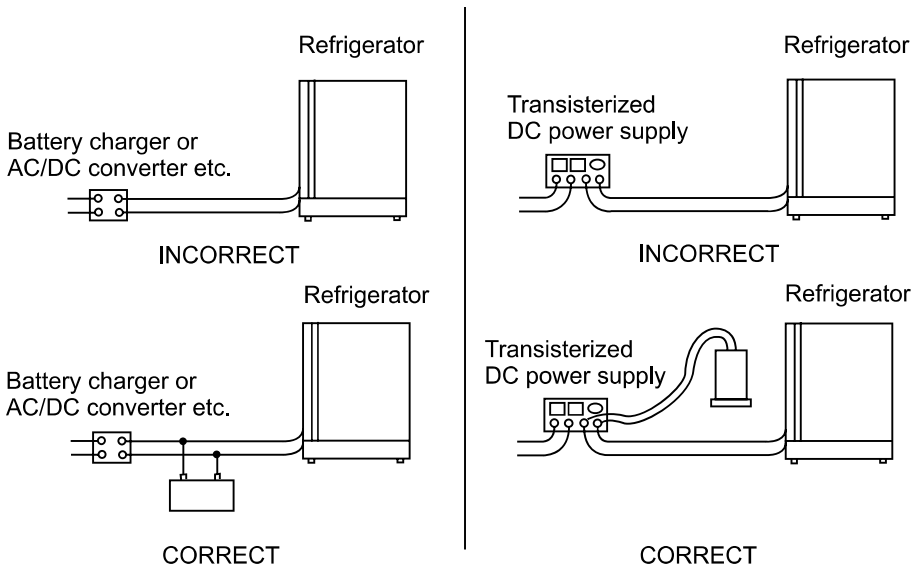 Refrigerator
Battery charger or
AC/DC converter etc.
INCORRECT
Refrigerator
Transisterized
DC power supply
INCORRECT
Refrigerator
Battery charger or
AC/DC converter etc.
CORRECT
Refrigerator
Transisterized
DC power supply
CORRECT